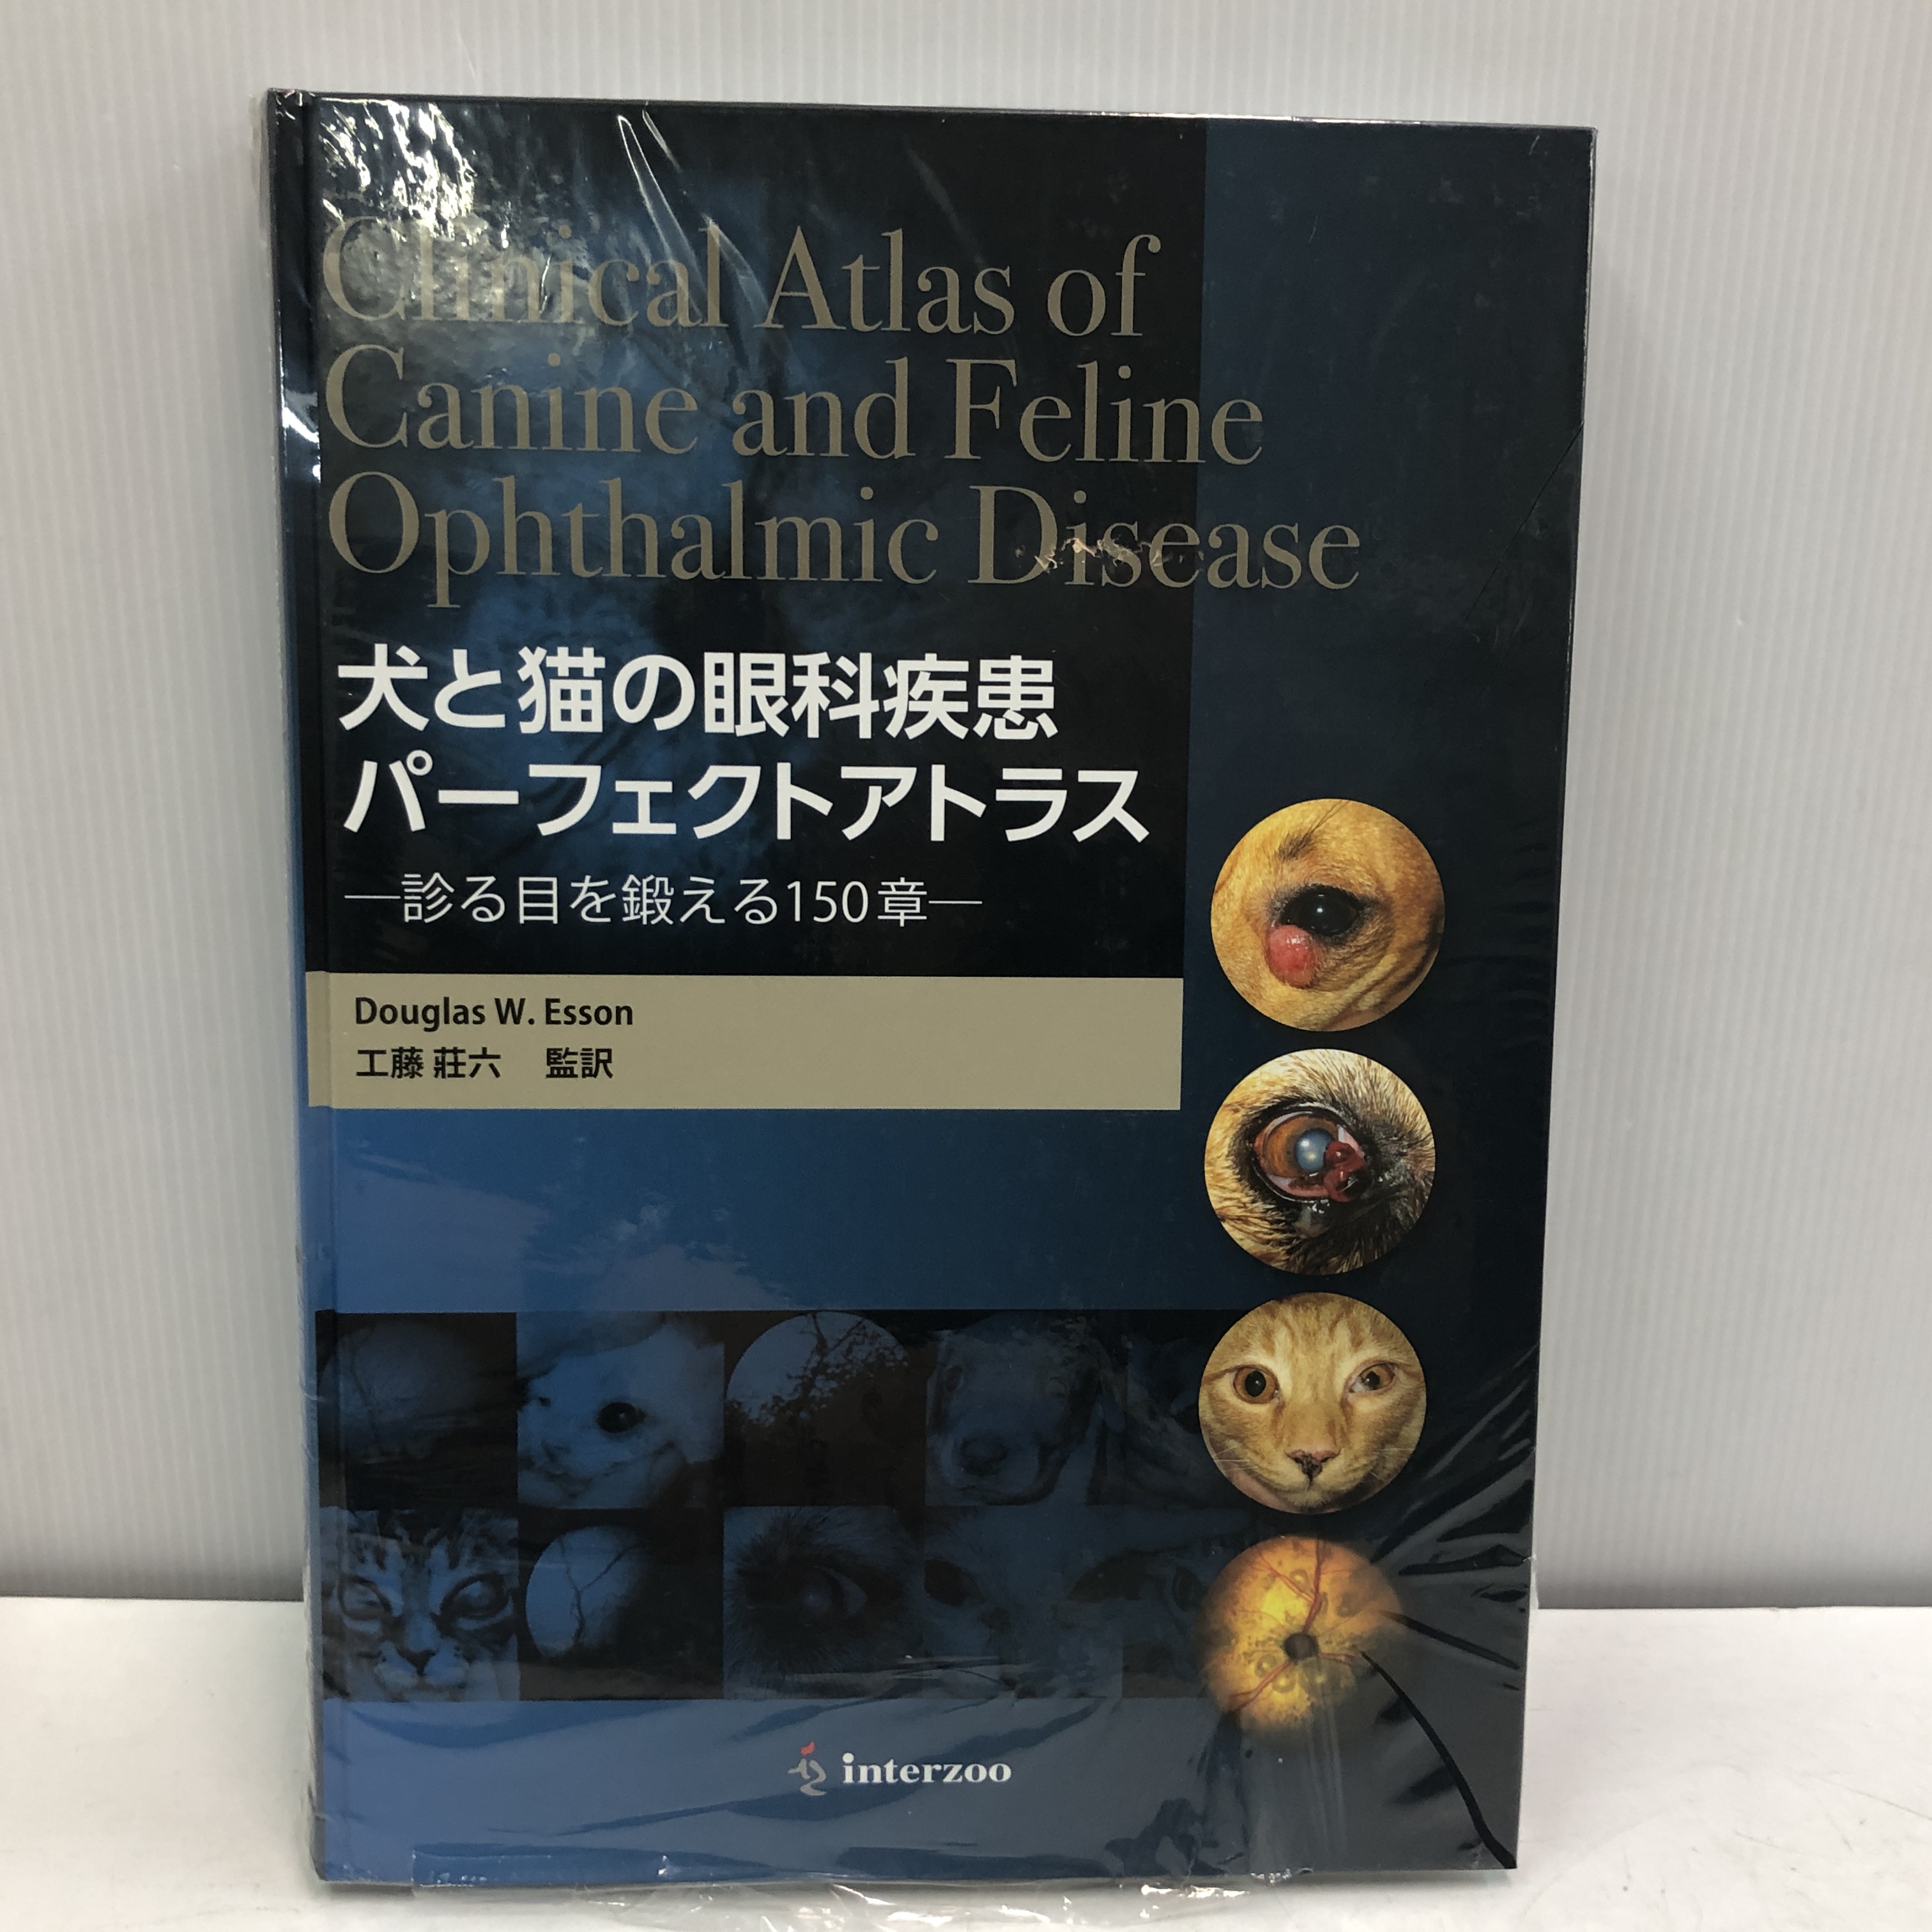 Clinical Atlas of
Canine and Feline
Ophthalmic Disease
犬と猫の眼科疾患
パーフェクトアトラス
―診る目を鍛える150章―
Douglas W. Esson
工藤 莊六 監訳
interzoo